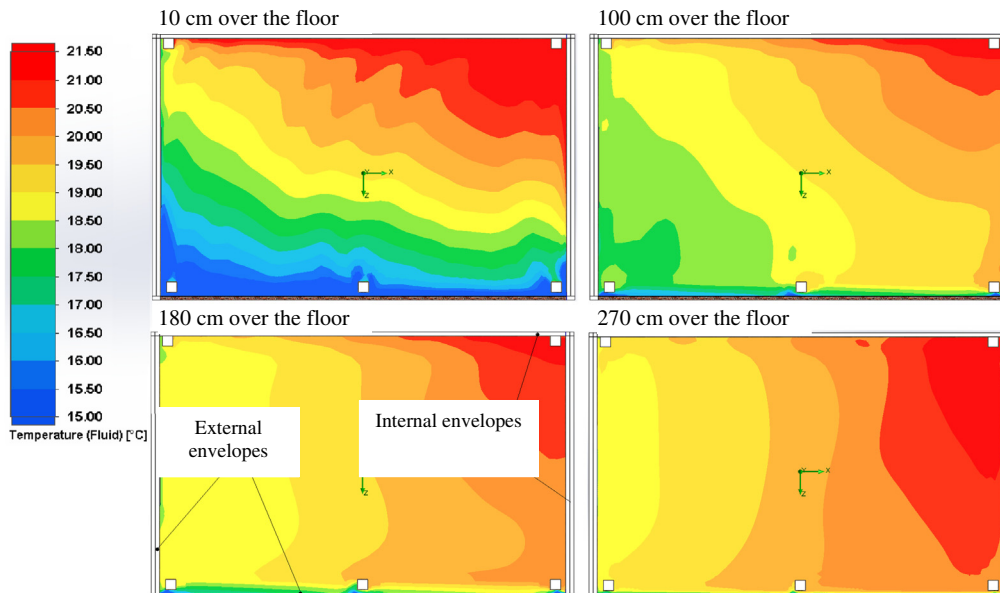 10 cm over the floor
100 cm over the floor
21.50
21.00
20.50
20.00
19.50
19.00
18.50
18.00
17.50
17.00
16.50
16.00
15.50
15.00
Temperature (Fluid) [°C]
Y
X
Z
Y
X
Z
180 cm over the floor
270 cm over the floor
External
envelopes
Internal envelopes
Z
Y
X
Z